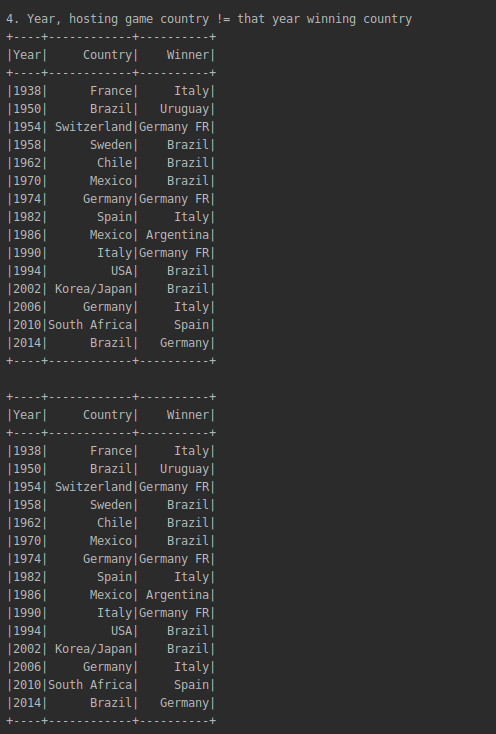 4. Year, hosting game country != that year winning country
+----+------------+----------+
|Year|     Country|    Winner|
+----+------------+----------+
|1938|      France|     Italy|
|1950|      Brazil|   Uruguay|
|1954| Switzerland|Germany FR|
|1958|      Sweden|    Brazil|
|1962|       Chile|    Brazil|
|1970|      Mexico|    Brazil|
|1974|     Germany|Germany FR|
|1982|       Spain|     Italy|
|1986|      Mexico| Argentina|
|1990|       Italy|Germany FR|
|1994|         USA|    Brazil|
|2002| Korea/Japan|    Brazil|
|2006|     Germany|     Italy|
|2010|South Africa|     Spain|
|2014|      Brazil|   Germany|
+----+------------+----------+

+----+------------+----------+
|Year|     Country|    Winner|
+----+------------+----------+
|1938|      France|     Italy|
|1950|      Brazil|   Uruguay|
|1954| Switzerland|Germany FR|
|1958|      Sweden|    Brazil|
|1962|       Chile|    Brazil|
|1970|      Mexico|    Brazil|
|1974|     Germany|Germany FR|
|1982|       Spain|     Italy|
|1986|      Mexico| Argentina|
|1990|       Italy|Germany FR|
|1994|         USA|    Brazil|
|2002| Korea/Japan|    Brazil|
|2006|     Germany|     Italy|
|2010|South Africa|     Spain|
|2014|      Brazil|   Germany|
+----+------------+----------+